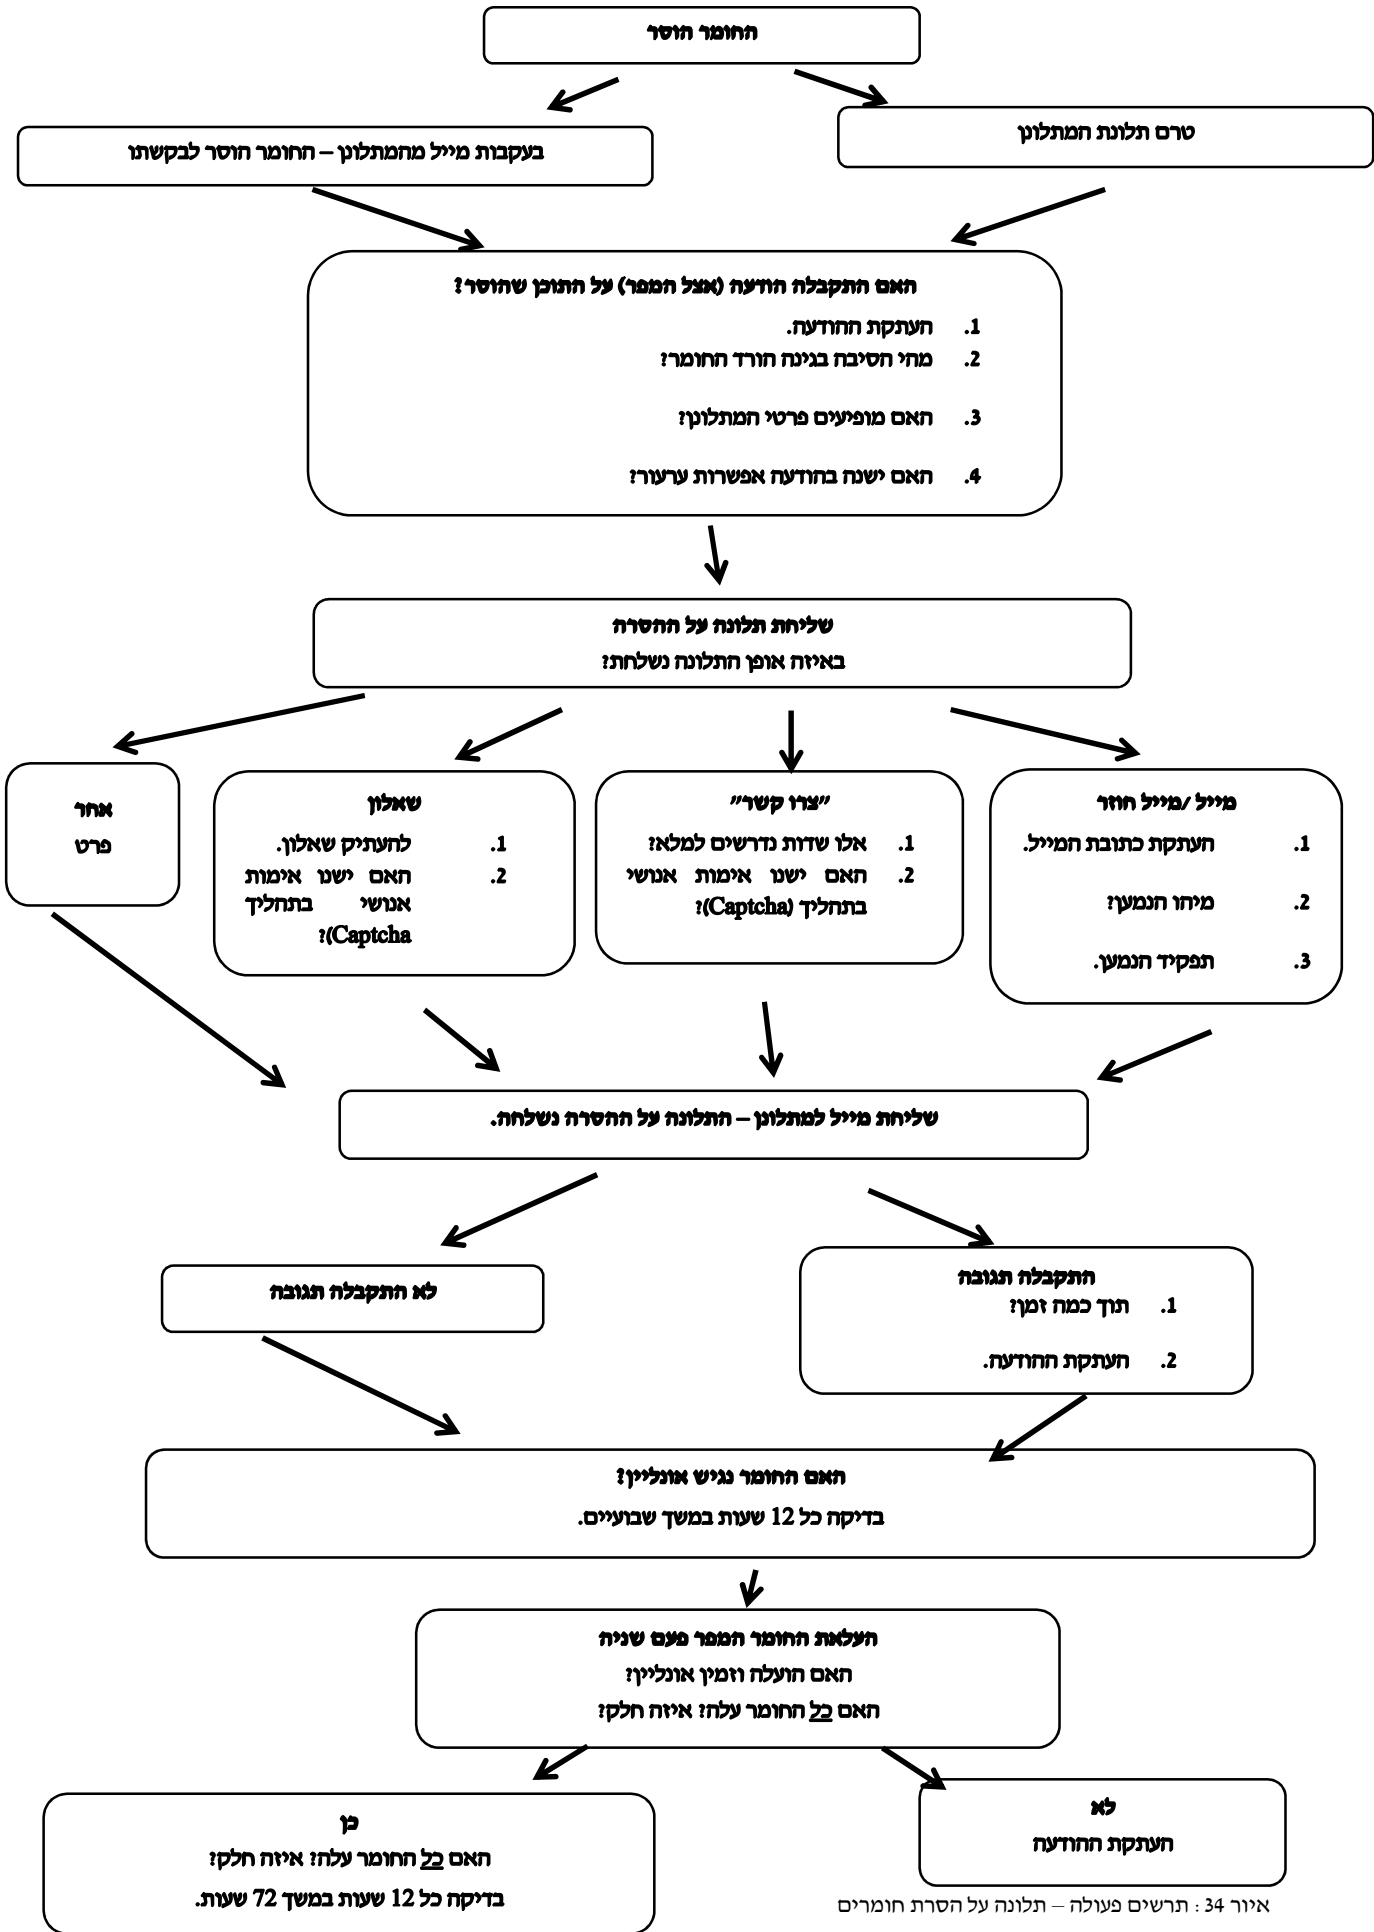 החומר הוסר
טרם תלונת המתלונן
בעקבות מייל מהמתלונן – החומר הוסר לבקשתו
האם התקבלה הודעה (אצל המפר) על התוכן שהוסר?
1. העתקת ההודעה.
2. מהי הסיבה בגינה הורד החומר?
3. האם מופיעים פרטי המתלונן?
4. האם ישנה בהודעה אפשרות ערעור?
שליחת תלונה על ההסרה
באיזה אופן התלונה נשלחת?
מייל /מייל חוזר
1. העתקת כתובת המייל.
2. מיהו הנמען?
3. תפקיד הנמען.
"צרו קשר"
1. אלו שדות נדרשים למלא?
2. האם ישנו אימות אנושי
בתהליך (Captcha)?
שאלון
1. להעתיק שאלון.
2. האם ישנו אימות
אנושי בתהליך
Captcha)?
אחר
פרט
שליחת מייל למתלונן – התלונה על ההסרה נשלחה.
התקבלה תגובה
1. תוך כמה זמן?
2. העתקת ההודעה.
לא התקבלה תגובה
האם החומר נגיש אונליין?
בדיקה כל 12 שעות במשך שבועיים.
העלאת החומר המפר פעם שניה
האם הועלה וזמין אונליין?
האם כל החומר עלה? איזה חלק?
לא
העתקת ההודעה
כן
האם כל החומר עלה? איזה חלק?
בדיקה כל 12 שעות במשך 72 שעות.
איור 34 : תרשים פעולה – תלונה על הסרת חומרים